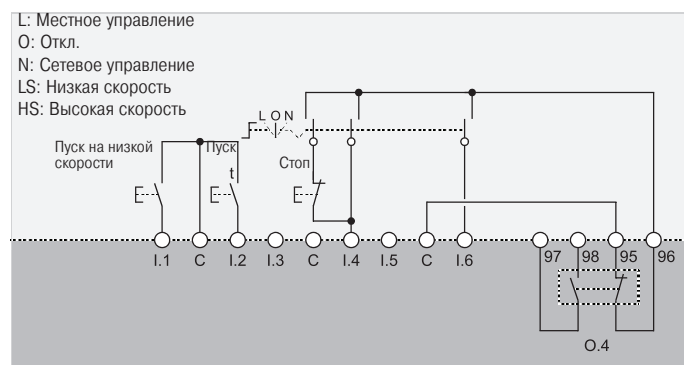 L: Местное управление
O: Откл.
N: Сетевое управление
LS: Низкая скорость
HS: Высокая скорость
L O N
Пуск на низкой
скорости
Пуск
t
Стоп
I.1 C I.2 I.3 C I.4 I.5 C I.6 97 98 95 96
O.4